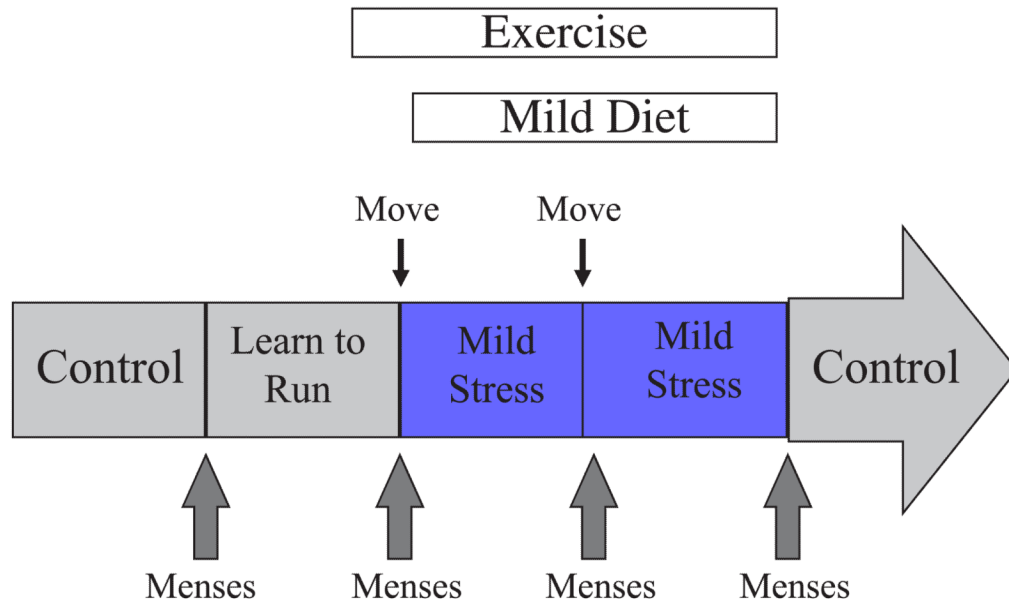 Exercise
Mild Diet
Move Move
Control
Learn to
Run
Mild
Stress
Mild
Stress
Control
Menses Menses Menses Menses